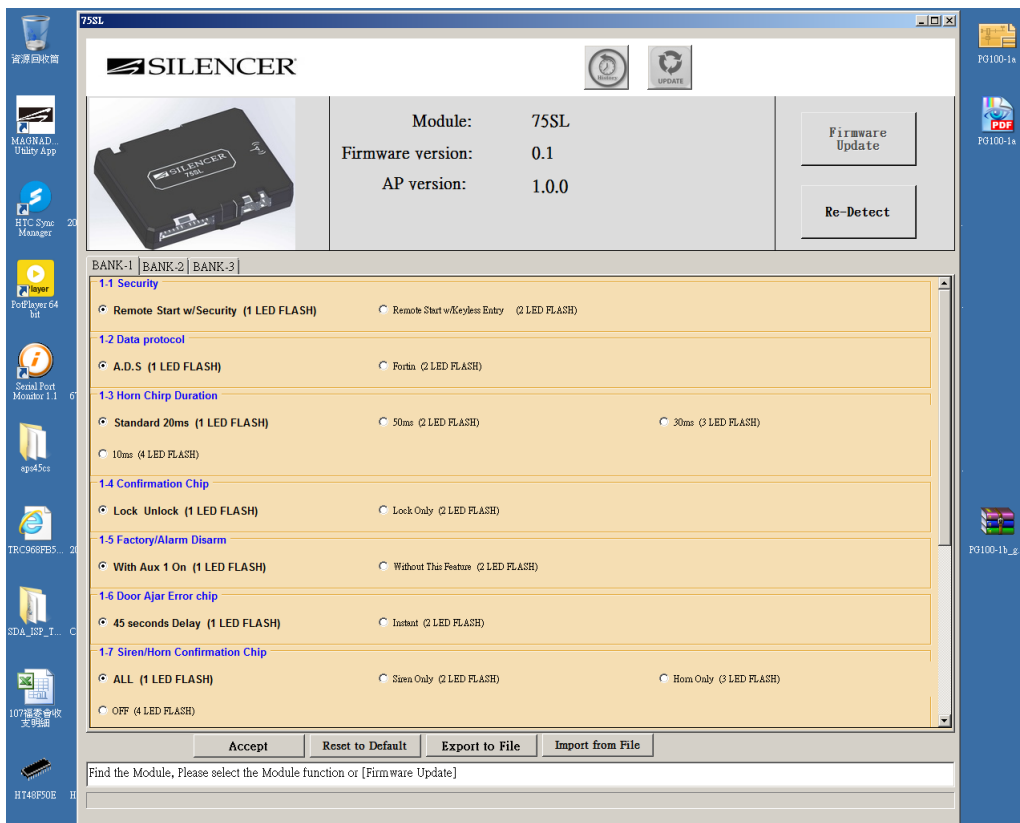 75SL
SILENCER
History
UPDATE
SILENCER
75SL
Module: 75SL
Firmware version: 0.1
AP version: 1.0.0
Firmware
Update
Re-Detect
BANK-1 BANK-2 BANK-3
1-1 Security
Remote Start w/Security (1 LED FLASH) Remote Start w/Keyless Entry (2 LED FLASH)
1-2 Data protocol
A.D.S (1 LED FLASH) Fortin (2 LED FLASH)
1-3 Horn Chirp Duration
Standard 20ms (1 LED FLASH) 50ms (2 LED FLASH) 30ms (3 LED FLASH)
10ms (4 LED FLASH)
1-4 Confirmation Chip
Lock Unlock (1 LED FLASH) Lock Only (2 LED FLASH)
1-5 Factory/Alarm Disarm
With Aux 1 On (1 LED FLASH) Without This Feature (2 LED FLASH)
1-6 Door Ajar Error chip
45 seconds Delay (1 LED FLASH) Instant (2 LED FLASH)
1-7 Siren/Horn Confirmation Chip
ALL (1 LED FLASH) Siren Only (2 LED FLASH) Horn Only (3 LED FLASH)
OFF (4 LED FLASH)
Accept Reset to Default Export to File Import from File
Find the Module, Please select the Module function or [Firmware Update]
資源回收筒
MAGNAD...
Utility App
HTC Sync
Manager
20
Player
PotPlayer 64
bit
Serial Port
Monitor 1.1
6
aps45cs
TRC968FB5...
20
SDA_ISP_T...
C
107福委會收
支明細
HT48F50E
H
PG100-1a
PDF
PG100-1a
PG100-1b_g.